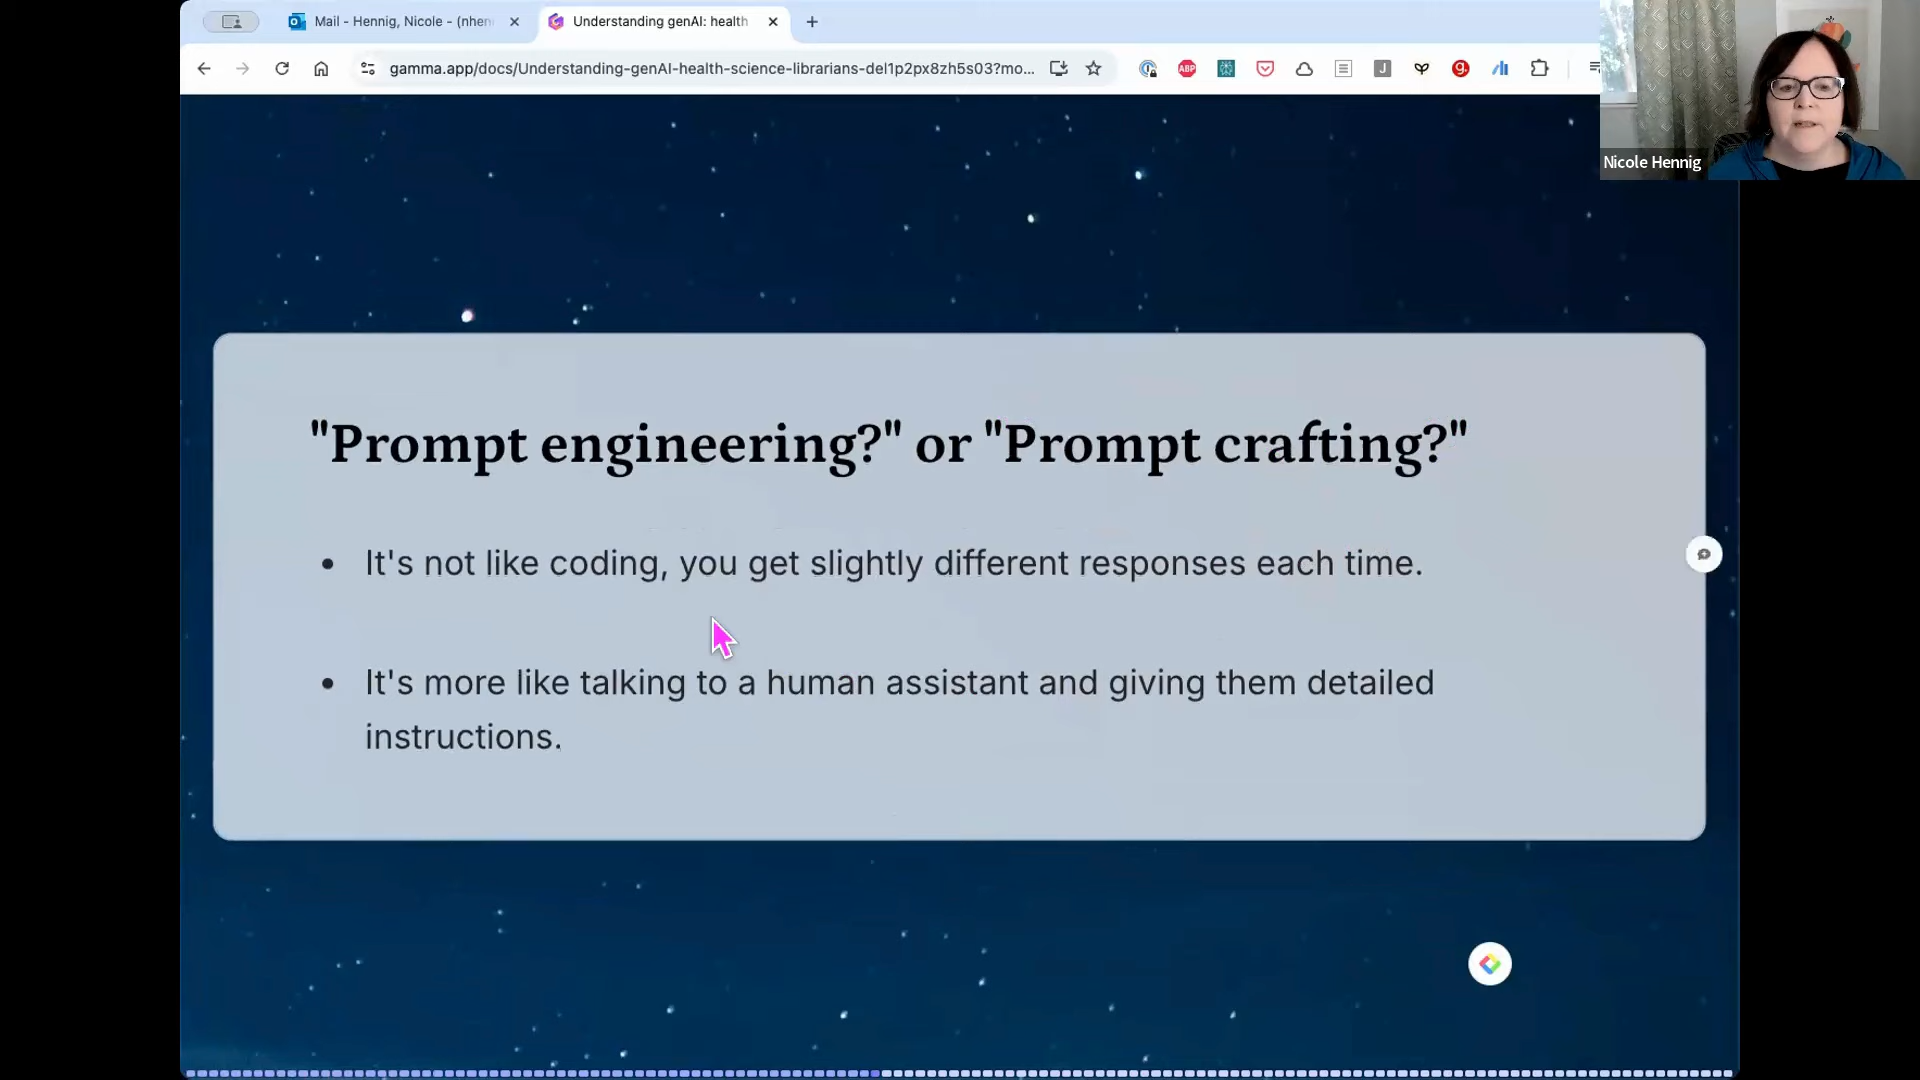 Mail - Hennig, Nicole - (nhen
Understanding genAI: health
gamma.app/docs/Understanding-genAI-health-science-librarians-del1p2px8zh5s03?mo...
ABP
J
g.
Nicole Hennig
"Prompt engineering?" or "Prompt crafting?"
• It's not like coding, you get slightly different responses each time.
• It's more like talking to a human assistant and giving them detailed
instructions.